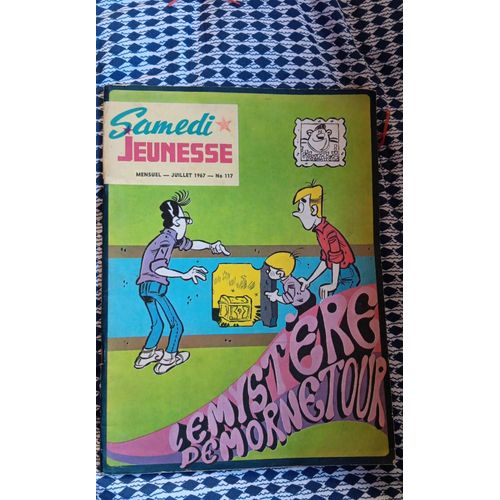 Samedi
JEUNESSE
MENSUEL — JUILLET 1967 — No 117
LE MYSTÈRE
DE MORNETOUR